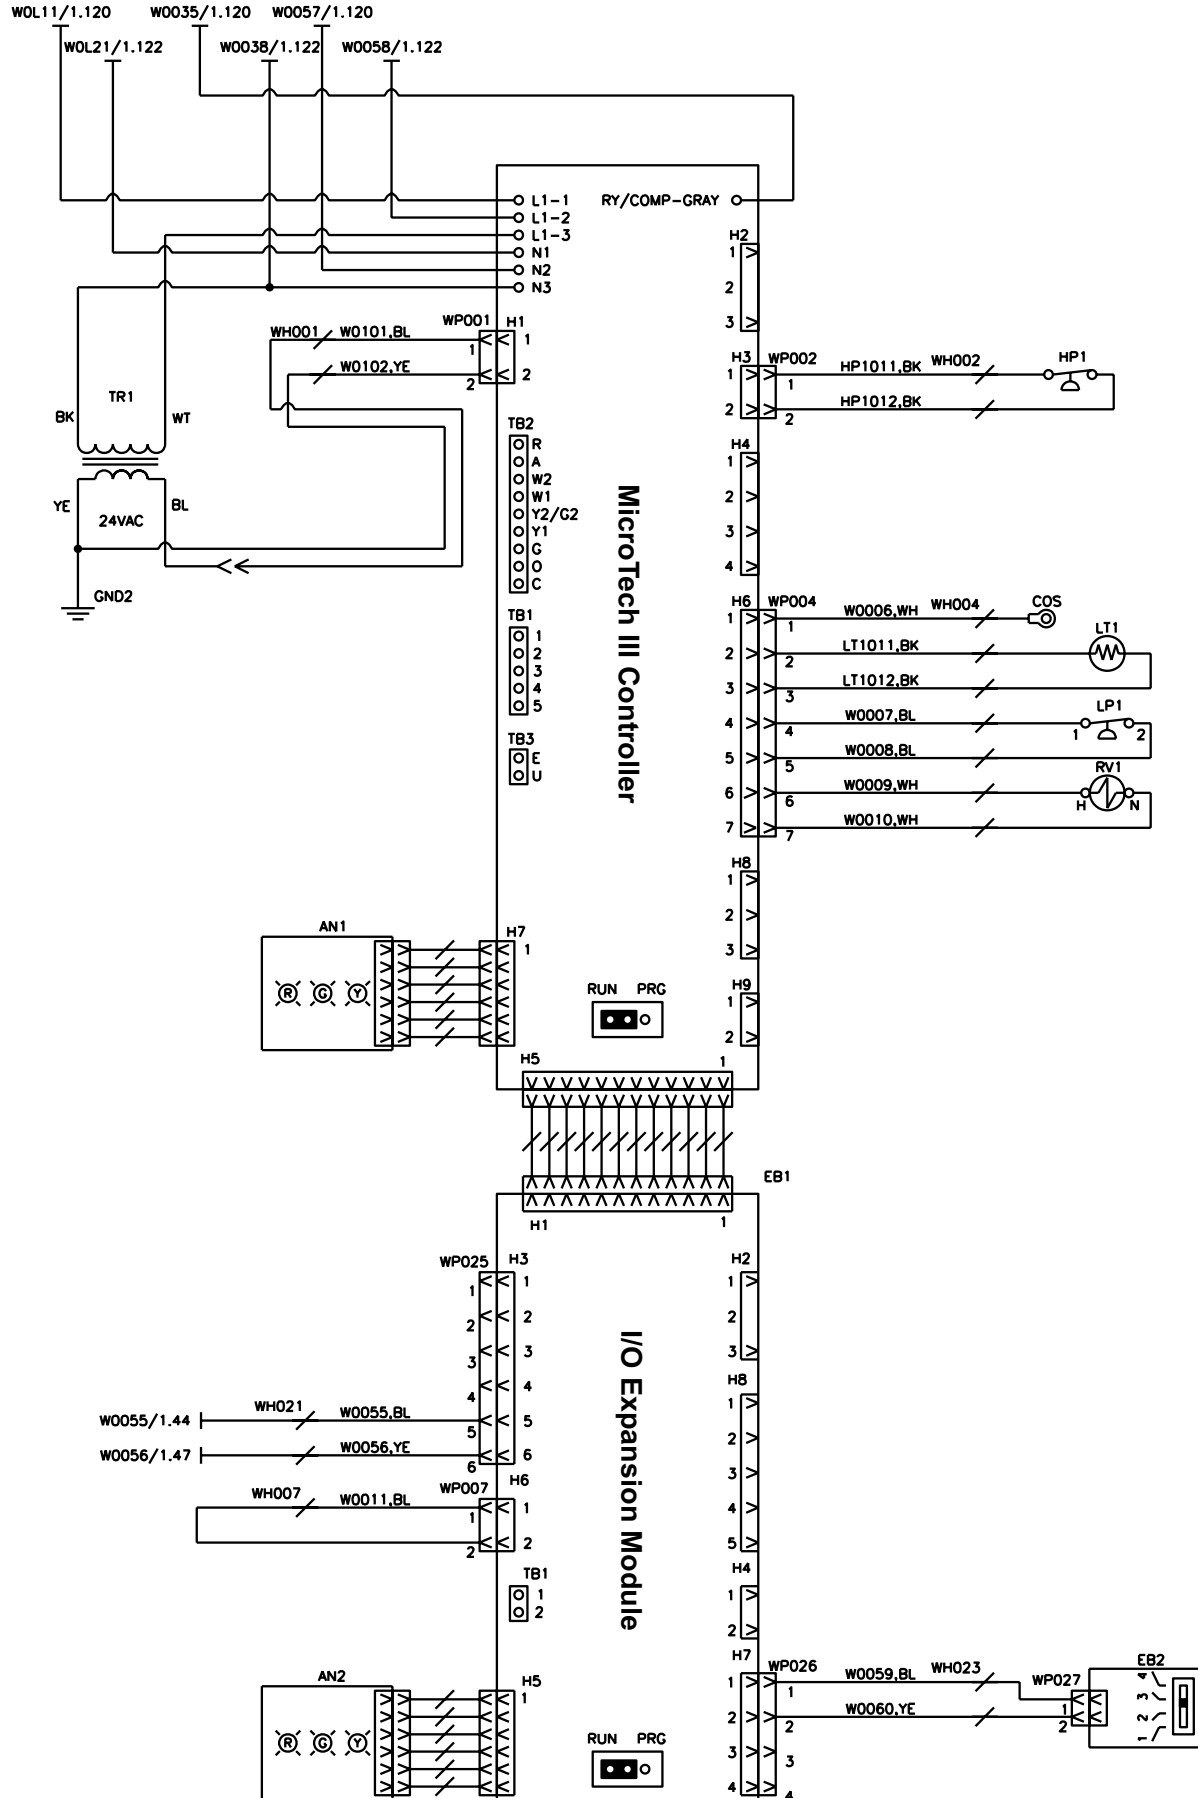 W0L11/1.120 W0035/1.120 W0057/1.120
W0L21/1.122 W0038/1.122 W0058/1.122
L1-1 RY/COMP-GRAY
L1-2
L1-3
N1
N2
N3
H2
1
2
3
WP001 H1
WH001 W0101,BL 1 1
W0102,YE 2 2
H3 WP002
1 1 HP1011,BK WH002 HP1
2 2 HP1012,BK
TR1
BK WT
YE BL
24VAC
GND2
TB2
R
A
W2
W1
Y2/G2
Y1
G
O
C
H4
1
2
3
4
MicroTech III Controller
TB1
1
2
3
4
5
TB3
E
U
H6 WP004
1 1 W0006,WH WH004 COS
2 2 LT1011,BK LT1
3 3 LT1012,BK
4 4 W0007,BL LP1 1 2
5 5 W0008,BL
6 6 W0009,WH RV1 H N
7 7 W0010,WH
H8
1
2
3
AN1 H7
1
R G Y
RUN PRG
H9
1
2
H5 1
EB1
H1 1
WP025 H3
1 1
2 2
3 3
4 4
W0055/1.44 WH021 W0055,BL 5 5
W0056/1.47 W0056,YE 6 6
H2
1
2
3
H8
1
2
3
4
5
I/O Expansion Module
WP007 H6
WH007 W0011,BL 1 1
2 2
TB1
1
2
H4
1
2
AN2 H5
1
R G Y
RUN PRG
H7 WP026
1 1 W0059,BL WH023 WP027 1 EB2
2 2 W0060,YE 2
3 3
4 4
4
3
2
1